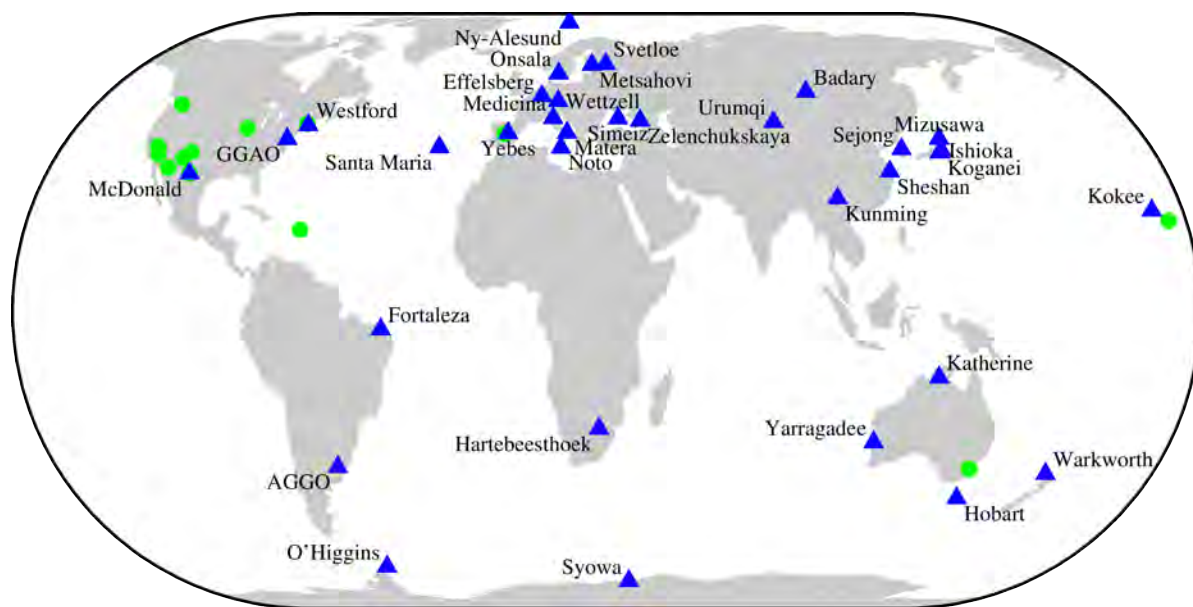 Ny-Alesund
Svetloe
Onsala
Metsahovi
Effelsberg
Badary
Medicina
Wettzell
Urumqi
Westford
Simeiz
Zelenchukskaya
Sejong
Mizusawa
GGAO
Santa Maria
Yebes
Matera
Ishioka
Noto
Koganei
McDonald
Sheshan
Kokee
Kunming
Fortaleza
Katherine
Hartebeesthoek
Yarragadee
Warkworth
AGGO
Hobart
O'Higgins
Syowa